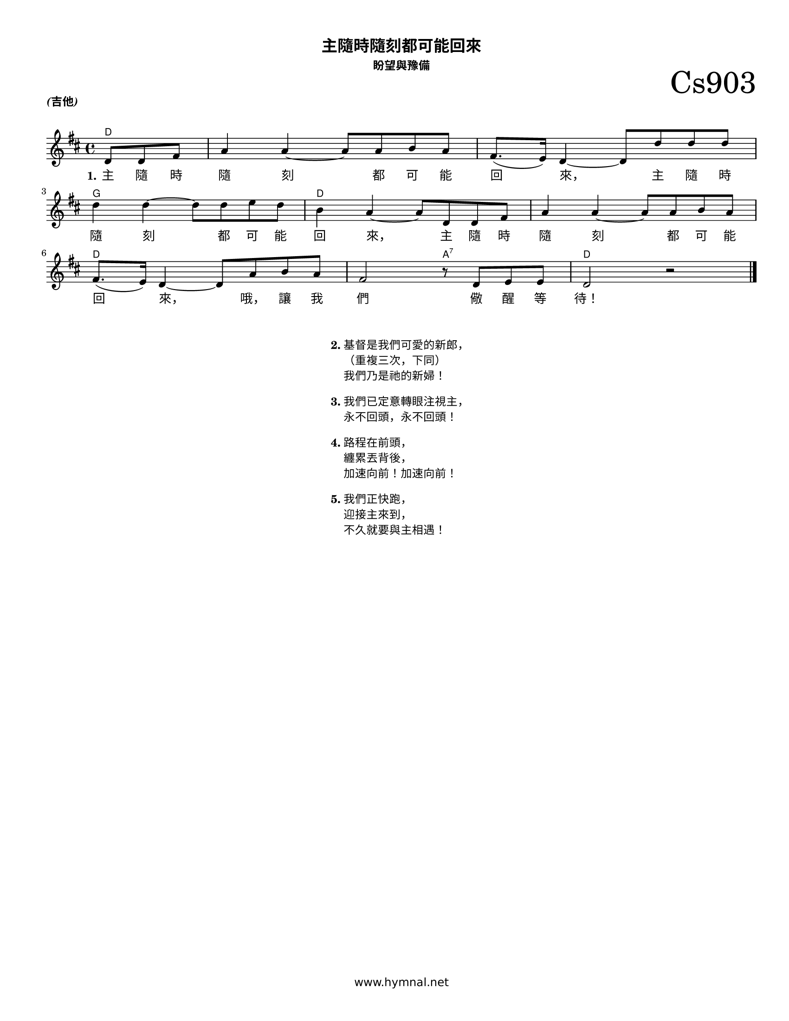 主隨時隨刻都可能回來
盼望與豫備
Cs903
(吉他)
D
1. 主 隨 時 隨 刻 都 可 能 回 來， 主 隨 時
3
G D
隨 刻 都 可 能 回 來， 主 隨 時 隨 刻 都 可 能
6
D A7 D
回 來， 哦， 讓 我 們 儆 醒 等 待！
2. 基督是我們可愛的新郎，
（重複三次，下同）
我們乃是祂的新婦！
3. 我們已定意轉眼注視主，
永不回頭，永不回頭！
4. 路程在前頭，
纏累丟背後，
加速向前！加速向前！
5. 我們正快跑，
迎接主來到，
不久就要與主相遇！
www.hymnal.net